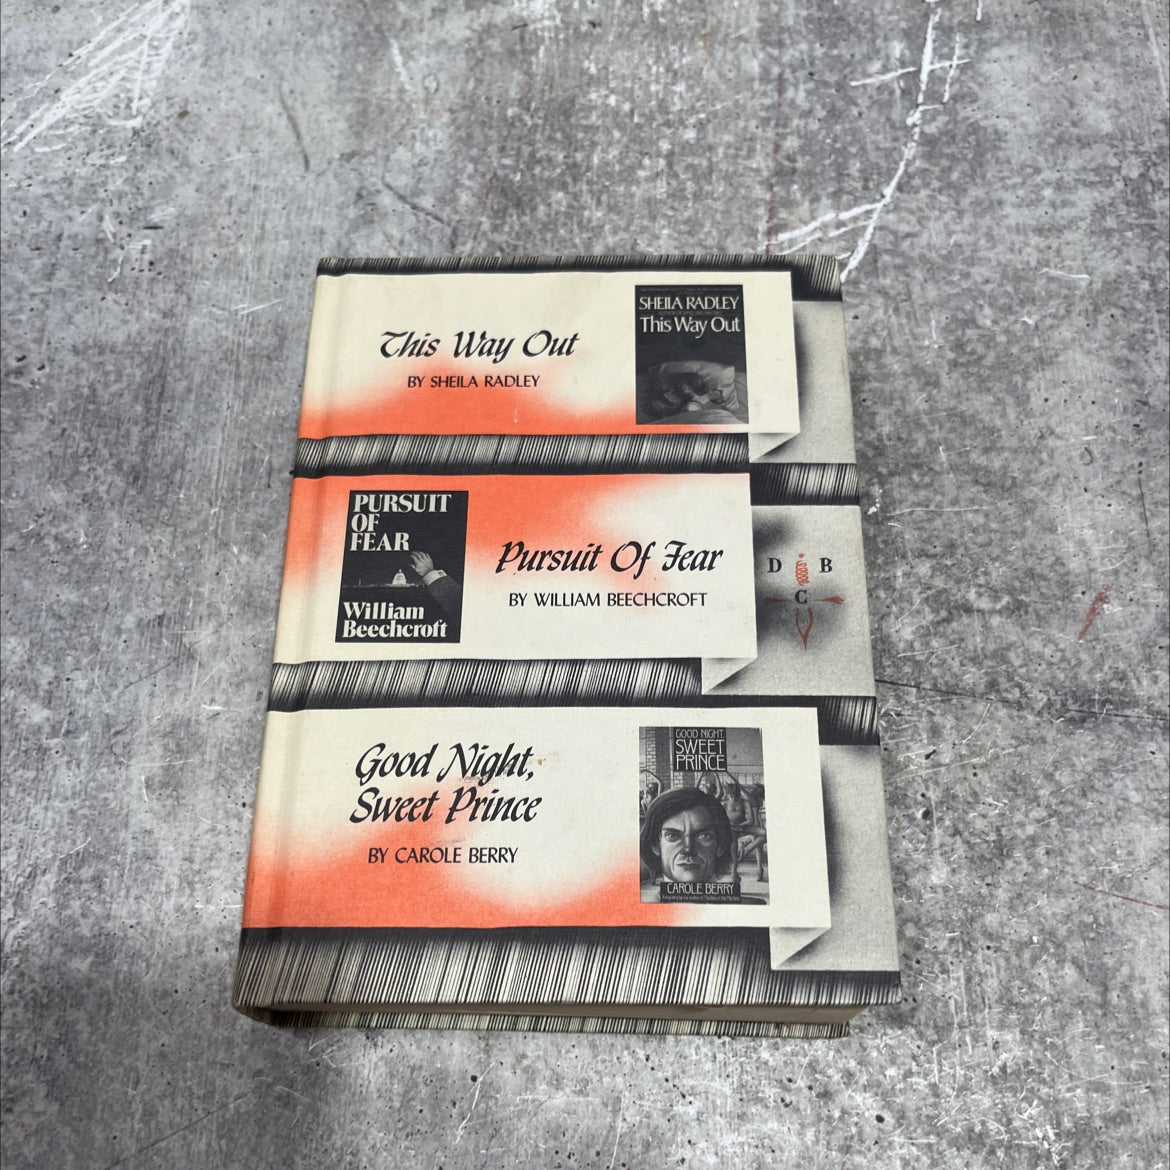 This Way Out
BY SHEILA RADLEY
SHEILA RADLEY
This Way Out
PURSUIT
OF
FEAR
William
Beechcroft
Pursuit Of Fear
BY WILLIAM BEECHCROFT
D B
C
Good Night,
Sweet Prince
BY CAROLE BERRY
GOOD NIGHT,
SWEET
PRINCE
CAROLE BERRY